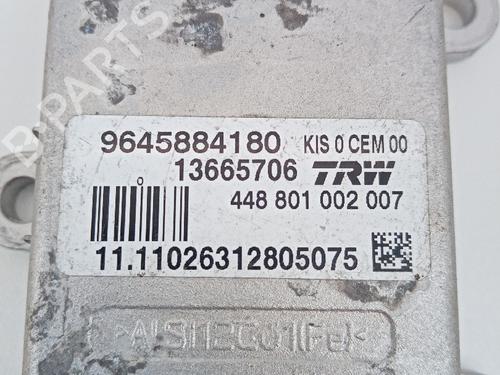 B-PARTS
9645884180 KIS 0 CEM 00
13665706 TRW
448 801 002 007
11.11026312805075